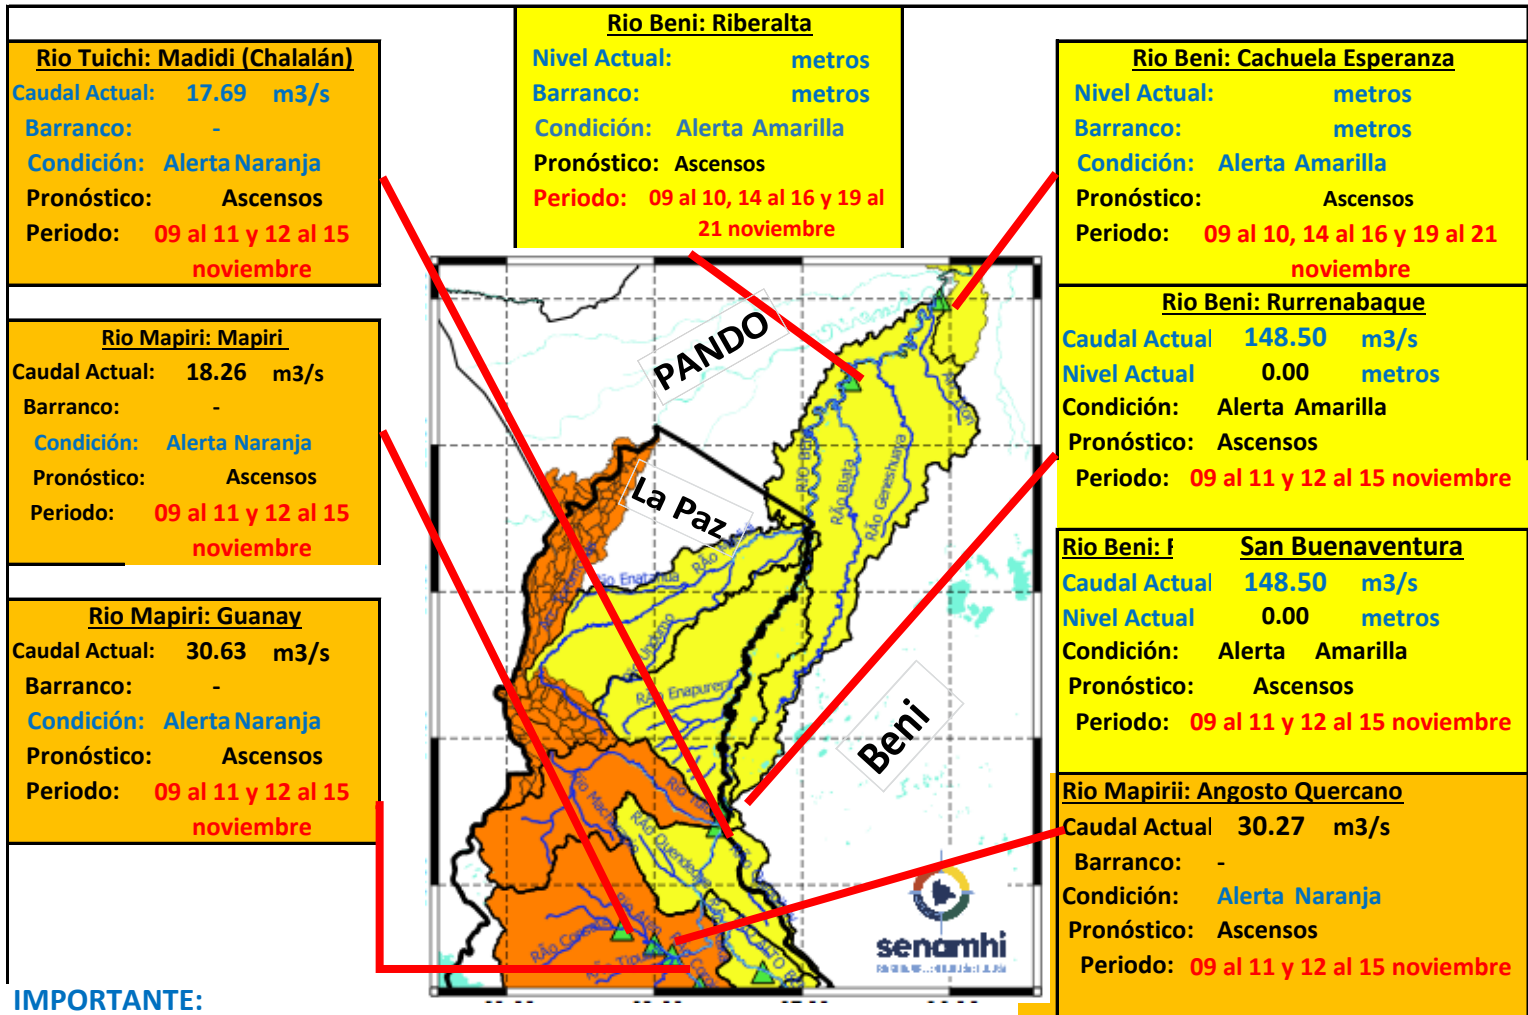 Rio Tuichi: Madidi (Chalalán)
Caudal Actual: 17.69 m3/s
Barranco: -
Condición: Alerta Naranja
Pronóstico: Ascensos
Periodo: 09 al 11 y 12 al 15
noviembre
Rio Mapiri: Mapiri
Caudal Actual: 18.26 m3/s
Barranco: -
Condición: Alerta Naranja
Pronóstico: Ascensos
Periodo: 09 al 11 y 12 al 15
noviembre
Rio Mapiri: Guanay
Caudal Actual: 30.63 m3/s
Barranco: -
Condición: Alerta Naranja
Pronóstico: Ascensos
Periodo: 09 al 11 y 12 al 15
noviembre
Rio Beni: Riberalta
Nivel Actual: metros
Barranco: metros
Condición: Alerta Amarilla
Pronóstico: Ascensos
Periodo: 09 al 10, 14 al 16 y 19 al
21 noviembre
Rio Beni: Cachuela Esperanza
Nivel Actual: metros
Barranco: metros
Condición: Alerta Amarilla
Pronóstico: Ascensos
Periodo: 09 al 10, 14 al 16 y 19 al 21
noviembre
Rio Beni: Rurrenabaque
Caudal Actual 148.50 m3/s
Nivel Actual 0.00 metros
Condición: Alerta Amarilla
Pronóstico: Ascensos
Periodo: 09 al 11 y 12 al 15 noviembre
Rio Beni: San Buenaventura
Caudal Actual 148.50 m3/s
Nivel Actual 0.00 metros
Condición: Alerta Amarilla
Pronóstico: Ascensos
Periodo: 09 al 11 y 12 al 15 noviembre
Rio Mapirii: Angosto Quercano
Caudal Actual 30.27 m3/s
Barranco: -
Condición: Alerta Naranja
Pronóstico: Ascensos
Periodo: 09 al 11 y 12 al 15 noviembre
PANDO
La Paz
Beni
RÃo Biata
RÃo Geneshuaya
RÃo Enapurera
RÃo Quendeque
senamhi
IMPORTANTE: